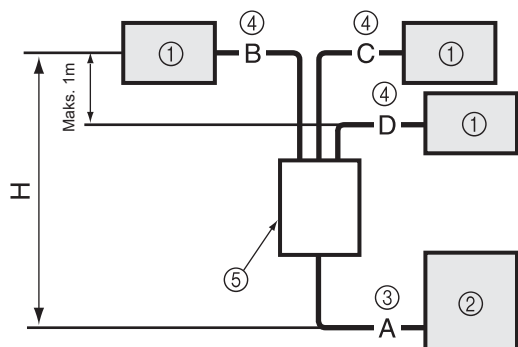 ④ ④
① B C ①
Maks. 1m
④
D ①
H
⑤
③
A ②